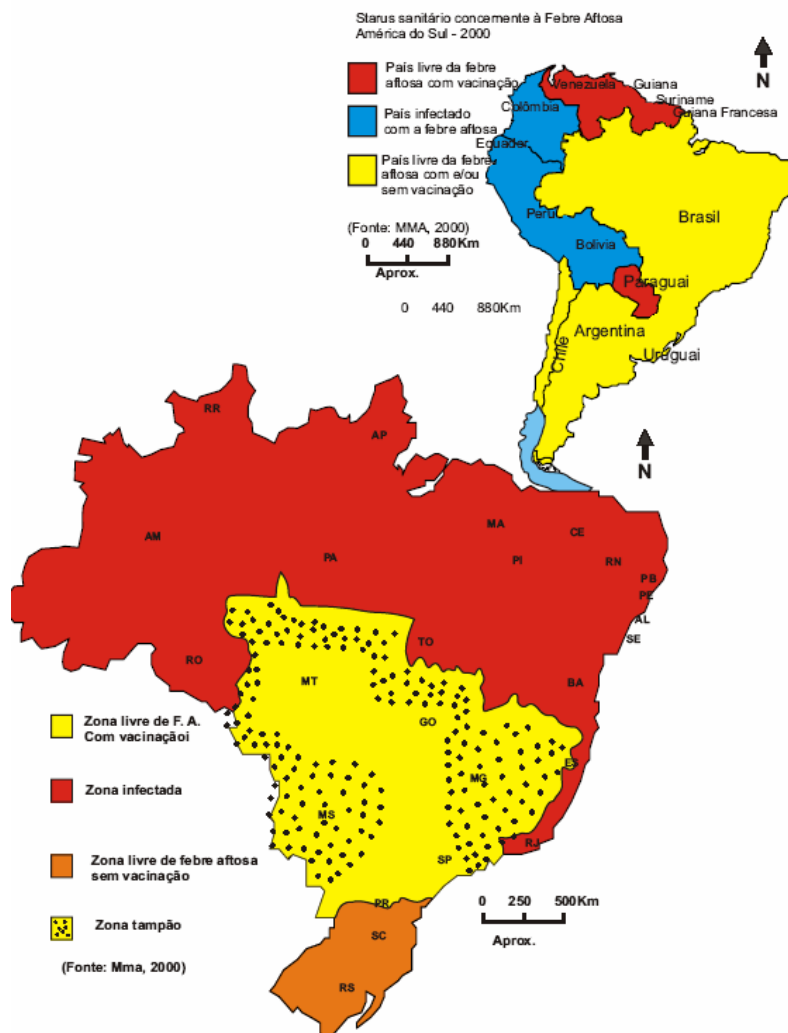 Starus sanitário concemente à Febre Aftosa
América do Sul - 2000
País livre da febre
aftosa com vacinação
País infectado
com a febre aftosa
País livre da febre
aftosa com e/ou
sem vacinação
(Fonte: MMA, 2000)
0 440 880Km
Aprox.
0 440 880Km
N
Venezuela
Guiana
Suriname
Guiana Francesa
Colômbia
Equader
Peru
Brasil
Bolivia
Paraguai
Argentina
Chile
Uruguai
N
RR
AP
AM
PA
MA
CE
PI
RN
PB
PE
AL
SE
TO
RO
BA
MT
GO
ES
MG
MS
RJ
SP
PR
SC
RS
Zona livre de F. A.
Com vacinaçãoi
Zona infectada
Zona livre de febre aftosa
sem vacinação
Zona tampão
(Fonte: Mma, 2000)
0 250 500Km
Aprox.